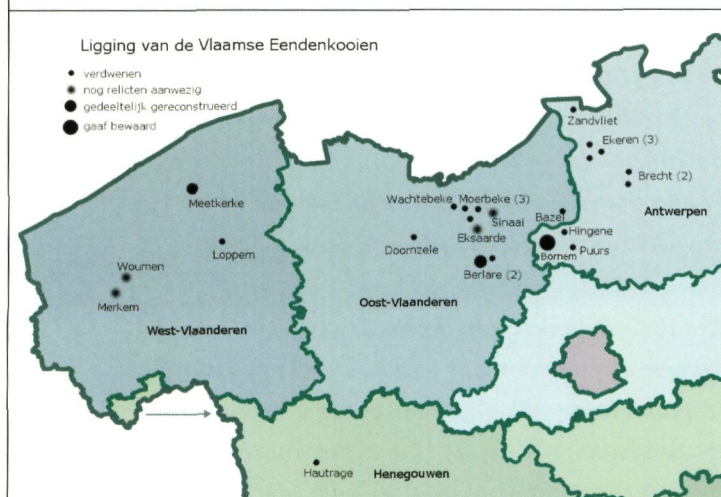 Ligging van de Vlaamse Eendenkooien
verdwenen
nog relicten aanwezig
gedeeltelijk gereconstrueerd
gaaf bewaard
Zandvliet
Ekeren (3)
Brecht (2)
Antwerpen
Meetkerke
Wachtebeke Moerbeke (3)
Sinaai
Bazel
Hingene
Eksaarde
Doornzele
Loppem
Bornem
Puurs
Berlare (2)
Woumen
Merkem
Oost-Vlaanderen
West-Vlaanderen
Hautrage
Henegouwen